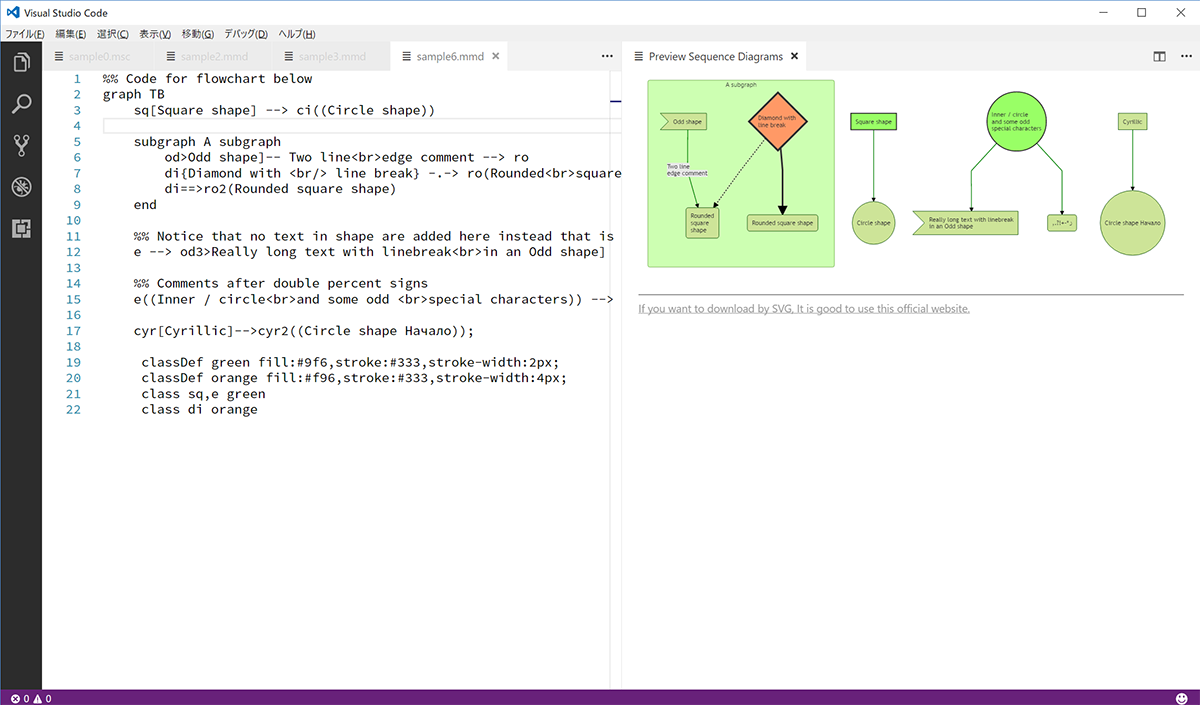 Visual Studio Code
ファイル(F) 編集(E) 選択(C) 表示(V) 移動(G) デバッグ(D) ヘルプ(H)
sample0.msc sample2.mmd sample3.mmd sample6.mmd
Preview Sequence Diagrams
1 %% Code for flowchart below
2 graph TB
3 sq[Square shape] --> ci((Circle shape))
4
5 subgraph A subgraph
6 od>Odd shape]-- Two line<br>edge comment --> ro
7 di{Diamond with <br/> line break} -.-> ro(Rounded<br>square
8 di==>ro2(Rounded square shape)
9 end
10
11 %% Notice that no text in shape are added here instead that is
12 e --> od3>Really long text with linebreak<br>in an Odd shape]
13
14 %% Comments after double percent signs
15 e((Inner / circle<br>and some odd <br>special characters)) -->
16
17 cyr[Cyrillic]-->cyr2((Circle shape Начало));
18
19 classDef green fill:#9f6,stroke:#333,stroke-width:2px;
20 classDef orange fill:#f96,stroke:#333,stroke-width:4px;
21 class sq,e green
22 class di orange
A subgraph
Odd shape
Diamond with
line break
Two line
edge comment
Rounded
square
shape
Rounded square shape
Square shape
Circle shape
Inner / circle
and some odd
special characters
Really long text with linebreak
in an Odd shape
Cyrillic
Circle shape Начало
If you want to download by SVG, It is good to use this official website.
0 0